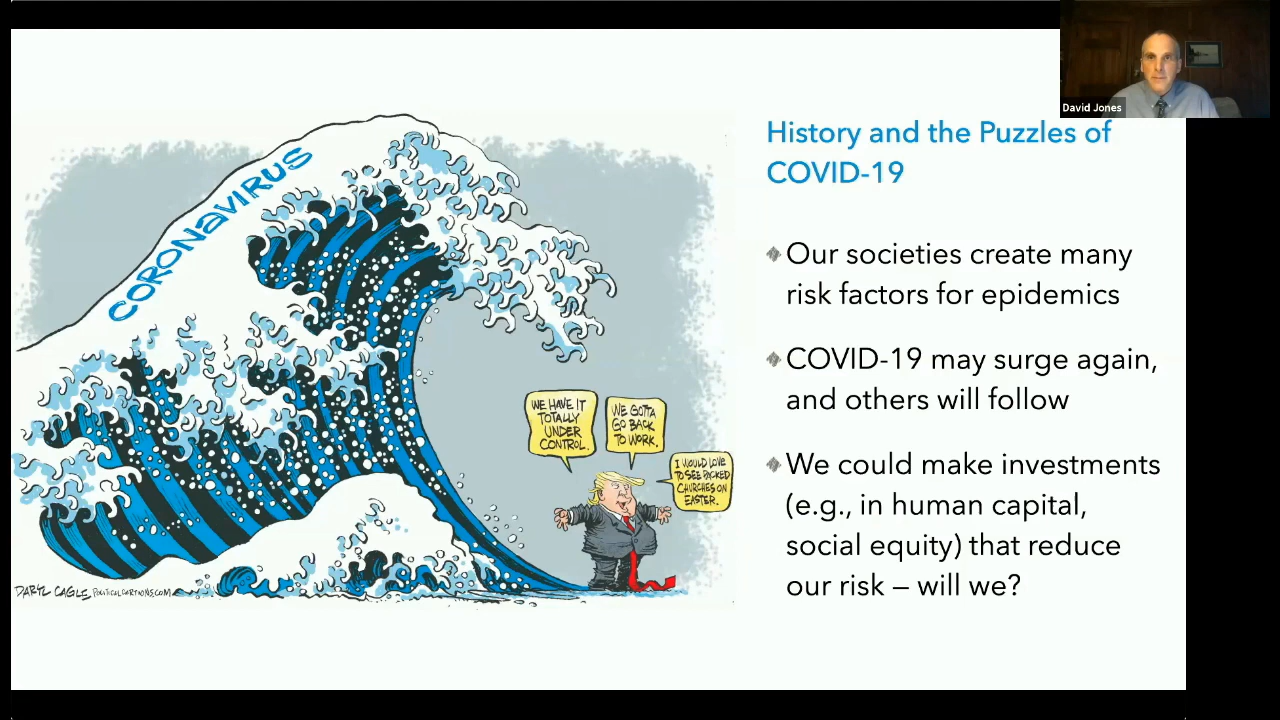 David Jones
History and the Puzzles of
COVID-19
Our societies create many
risk factors for epidemics
COVID-19 may surge again,
and others will follow
We could make investments
(e.g., in human capital,
social equity) that reduce
our risk – will we?
CORONAVIRUS
WE HAVE IT
TOTALLY
UNDER
CONTROL.
WE GOTTA
GO BACK
TO WORK.
I WOULD LOVE
TO SEE PACKED
CHURCHES ON
EASTER.
DARYL CAGLE POLITICALCARTOONS.COM